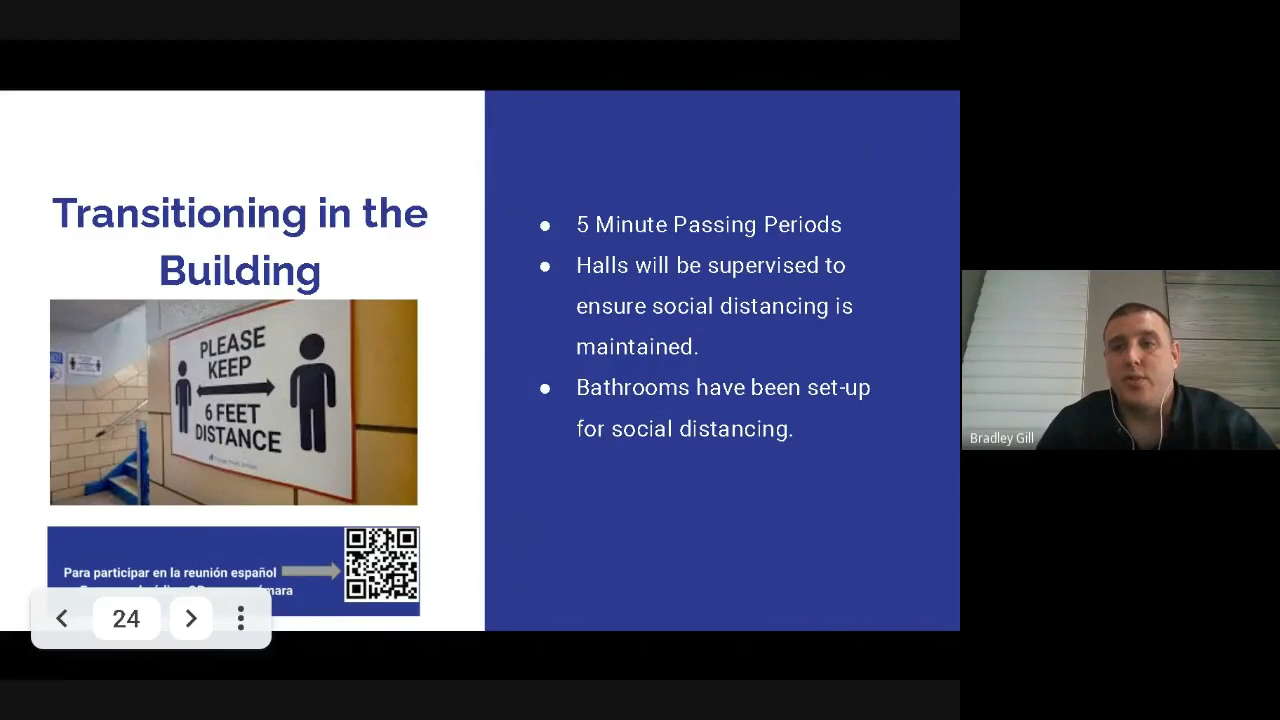 Transitioning in the
Building
PLEASE
KEEP
6 FEET
DISTANCE
Para participar en la reunión español
24
● 5 Minute Passing Periods
● Halls will be supervised to
ensure social distancing is
maintained.
● Bathrooms have been set-up
for social distancing.
Bradley Gill